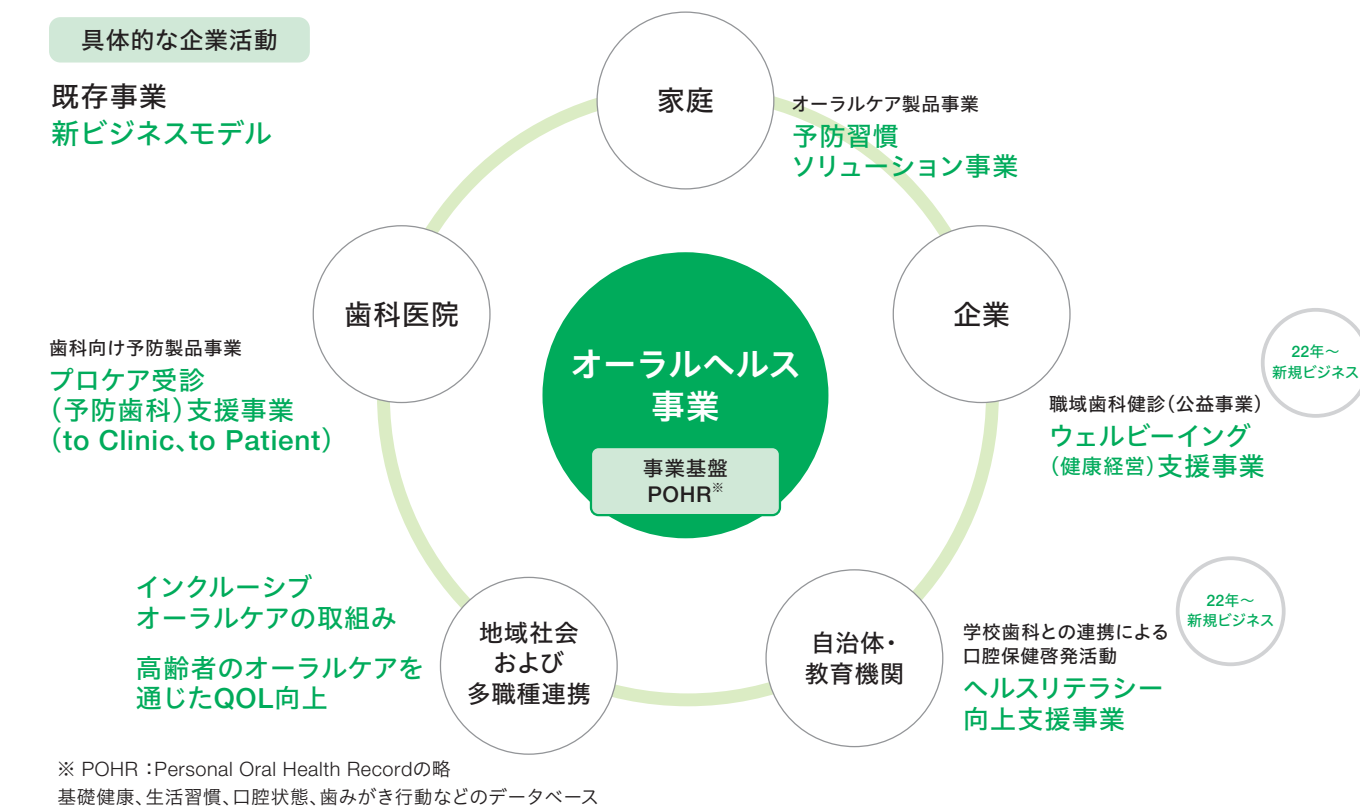 具体的な企業活動
既存事業
新ビジネスモデル
家庭
オーラルケア製品事業
予防習慣
ソリューション事業
歯科医院
企業
オーラルヘルス
事業
事業基盤
POHR※
歯科向け予防製品事業
プロケア受診
(予防歯科)支援事業
(to Clinic、to Patient)
22年~
新規ビジネス
職域歯科健診(公益事業)
ウェルビーイング
(健康経営)支援事業
インクルーシブ
オーラルケアの取組み
高齢者のオーラルケアを
通じたQOL向上
地域社会
および
多職種連携
自治体・
教育機関
22年~
新規ビジネス
学校歯科との連携による
口腔保健啓発活動
ヘルスリテラシー
向上支援事業
※ POHR:Personal Oral Health Recordの略
基礎健康、生活習慣、口腔状態、歯みがき行動などのデータベース